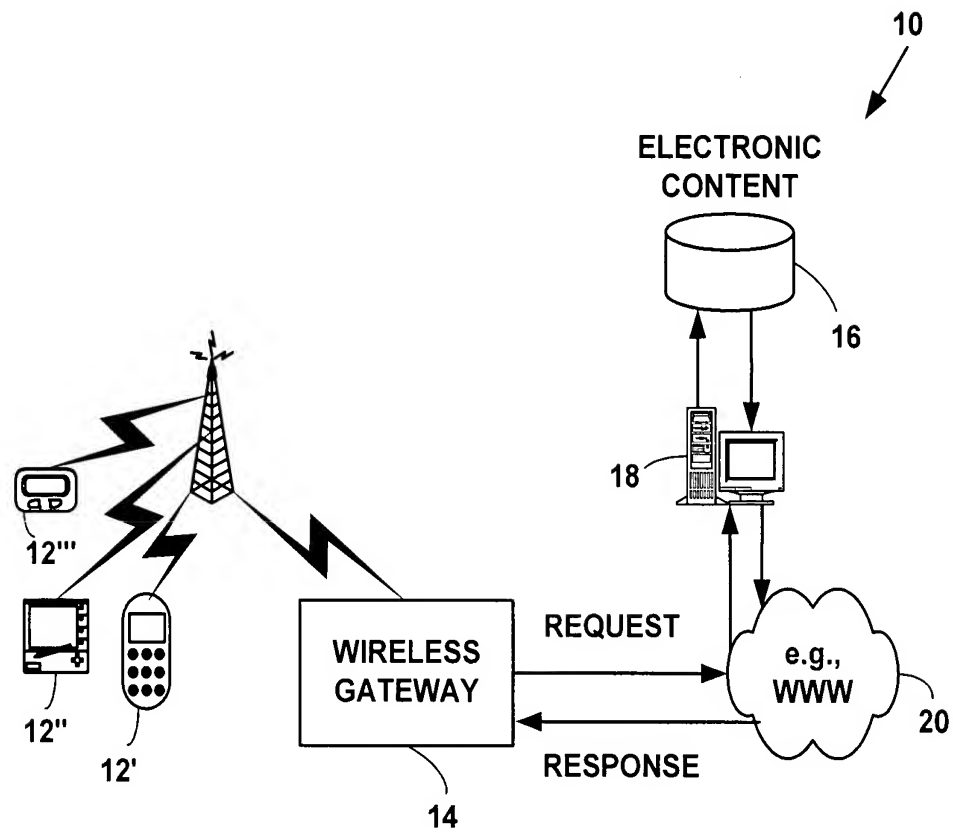 10
ELECTRONIC
CONTENT
16
18
12'''
12''
12'
WIRELESS
GATEWAY
14
REQUEST
RESPONSE
e.g.,
WWW
20